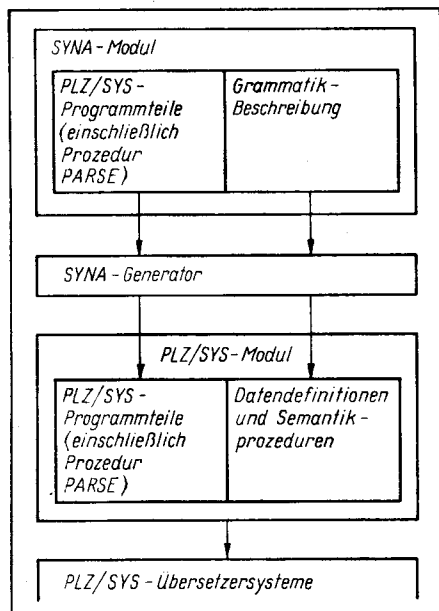 SYNA-Modul
PLZ/SYS-
Programmteile
(einschließlich
Prozedur
PARSE)
Grammatik-
Beschreibung
SYNA-Generator
PLZ/SYS-Modul
PLZ/SYS-
Programmteile
(einschließlich
Prozedur
PARSE)
Datendefinitionen
und Semantik-
prozeduren
PLZ/SYS-Übersetzersysteme